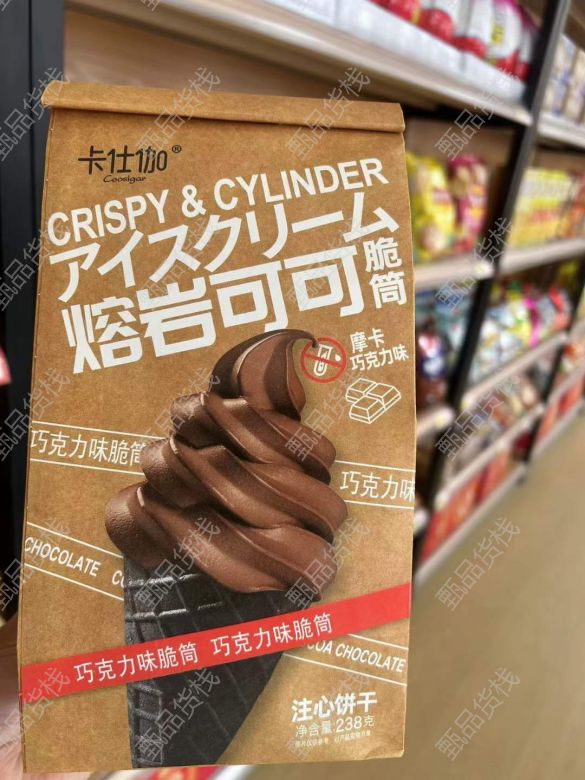 卡仕伽®
Coosigar
CRISPY & CYLINDER
アイスクリーム
熔岩可可
脆筒
摩卡
巧克力味
巧克力味脆筒
巧克力味
CHOCOLATE
巧克力味脆筒 巧克力味脆筒
COA CHOCOLATE
注心饼干
净含量:238克
甄品货栈